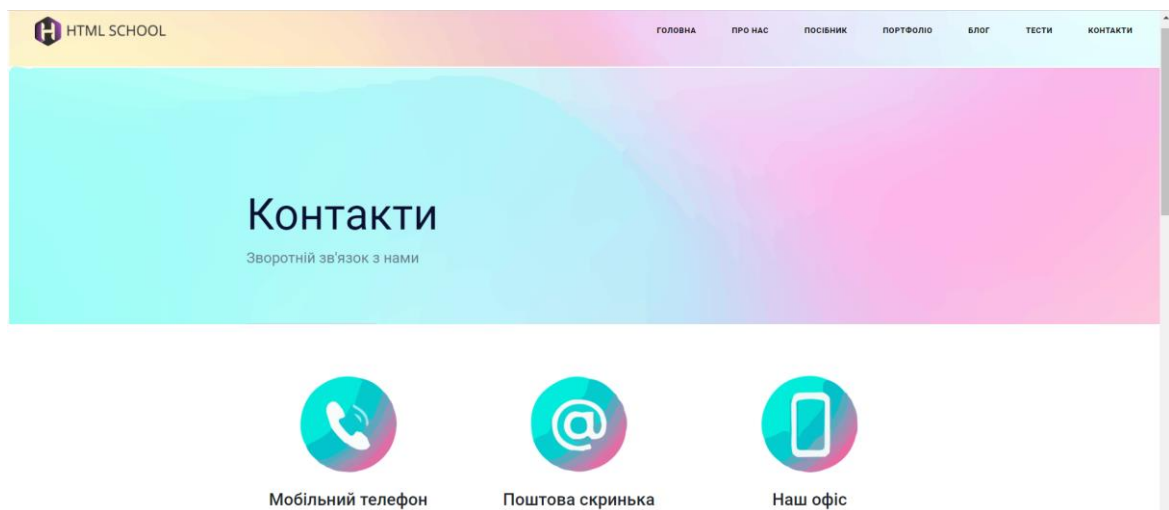 HTML SCHOOL
ГОЛОВНА ПРО НАС ПОСІБНИК ПОРТФОЛІО БЛОГ ТЕСТИ КОНТАКТИ
Контакти
Зворотній зв'язок з нами
Мобільний телефон Поштова скринька Наш офіс